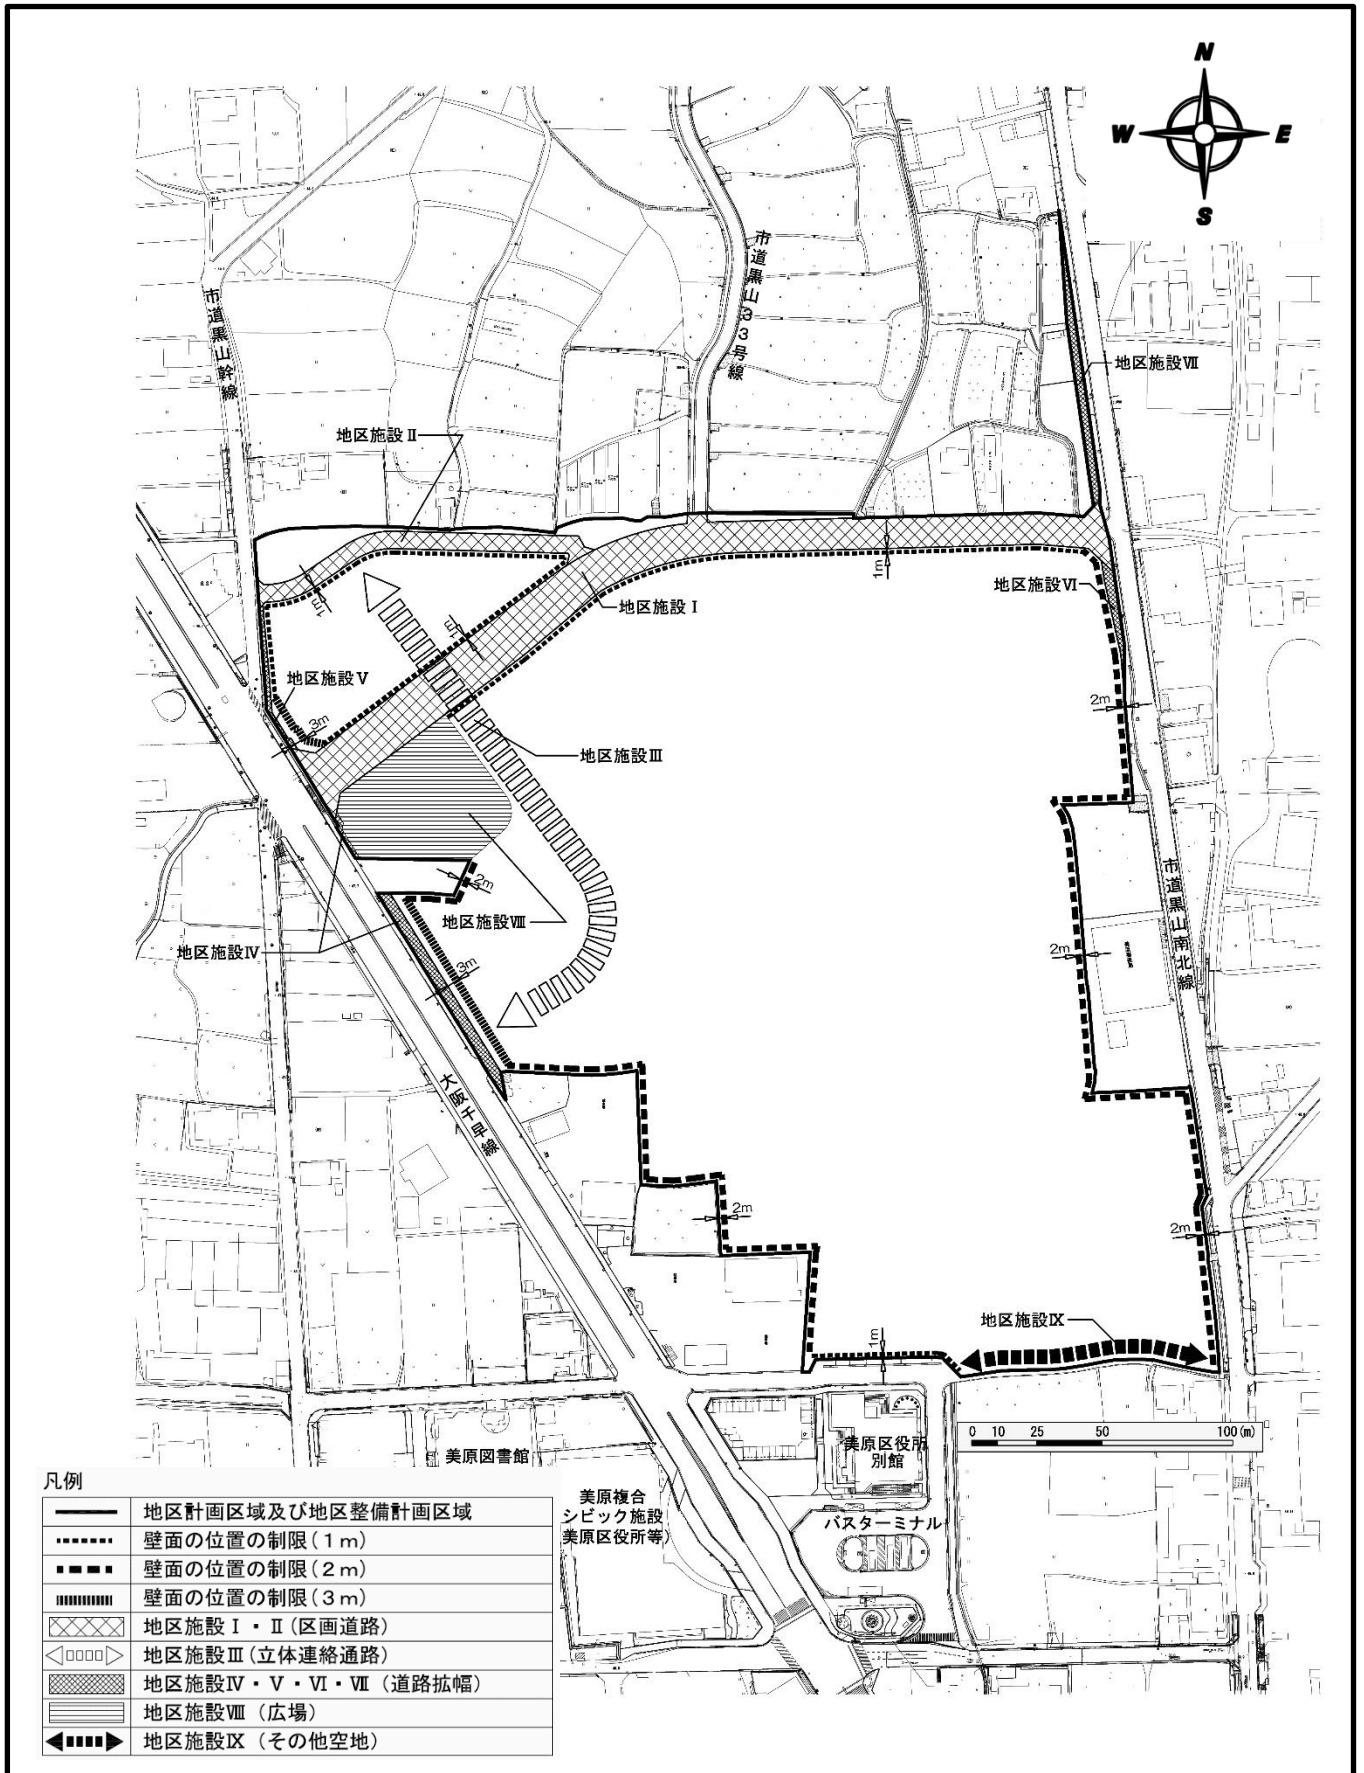 N
W
E
S
市道黒山33号線
市道黒山幹線
地区施設Ⅶ
地区施設Ⅱ
1m
地区施設Ⅵ
1m
地区施設Ⅰ
1m
地区施設Ⅴ
3m
2m
地区施設Ⅲ
2m
地区施設Ⅷ
市道黒山南北線
地区施設Ⅳ
3m
2m
大阪千早線
2m
2m
地区施設Ⅸ
1m
0 10 25 50 100(m)
美原図書館
美原区役所
別館
美原複合
シビック施設
美原区役所等)
バスターミナル
凡例
地区計画区域及び地区整備計画区域
壁面の位置の制限(1m)
壁面の位置の制限(2m)
壁面の位置の制限(3m)
地区施設Ⅰ・Ⅱ(区画道路)
地区施設Ⅲ(立体連絡通路)
地区施設Ⅳ・Ⅴ・Ⅵ・Ⅶ(道路拡幅)
地区施設Ⅷ(広場)
地区施設Ⅸ(その他空地)